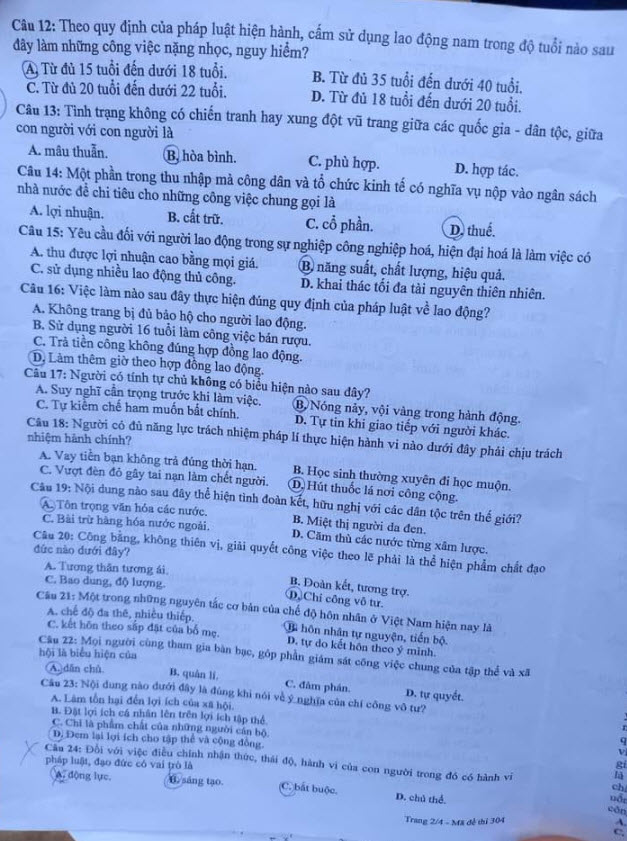 Câu 12: Theo quy định của pháp luật hiện hành, cấm sử dụng lao động nam trong độ tuổi nào sau
đây làm những công việc nặng nhọc, nguy hiểm?
A. Từ đủ 15 tuổi đến dưới 18 tuổi. B. Từ đủ 35 tuổi đến dưới 40 tuổi.
C. Từ đủ 20 tuổi đến dưới 22 tuổi. D. Từ đủ 18 tuổi đến dưới 20 tuổi.
Câu 13: Tình trạng không có chiến tranh hay xung đột vũ trang giữa các quốc gia - dân tộc, giữa
con người với con người là
A. mâu thuẫn. B. hòa bình. C. phù hợp. D. hợp tác.
Câu 14: Một phần trong thu nhập mà công dân và tổ chức kinh tế có nghĩa vụ nộp vào ngân sách
nhà nước để chi tiêu cho những công việc chung gọi là
A. lợi nhuận. B. cất trữ. C. cổ phần. D. thuế.
Câu 15: Yêu cầu đối với người lao động trong sự nghiệp công nghiệp hoá, hiện đại hoá là làm việc có
A. thu được lợi nhuận cao bằng mọi giá. B. năng suất, chất lượng, hiệu quả.
C. sử dụng nhiều lao động thủ công. D. khai thác tối đa tài nguyên thiên nhiên.
Câu 16: Việc làm nào sau đây thực hiện đúng quy định của pháp luật về lao động?
A. Không trang bị đủ bảo hộ cho người lao động.
B. Sử dụng người 16 tuổi làm công việc bán rượu.
C. Trả tiền công không đúng hợp đồng lao động.
D. Làm thêm giờ theo hợp đồng lao động.
Câu 17: Người có tính tự chủ không có biểu hiện nào sau đây?
A. Suy nghĩ cẩn trọng trước khi làm việc. B. Nóng nảy, vội vàng trong hành động.
C. Tự kiềm chế ham muốn bất chính. D. Tự tin khi giao tiếp với người khác.
Câu 18: Người có đủ năng lực trách nhiệm pháp lí thực hiện hành vi nào dưới đây phải chịu trách
nhiệm hành chính?
A. Vay tiền bạn không trả đúng thời hạn. B. Học sinh thường xuyên đi học muộn.
C. Vượt đèn đỏ gây tai nạn làm chết người. D. Hút thuốc lá nơi công cộng.
Câu 19: Nội dung nào sau đây thể hiện tình đoàn kết, hữu nghị với các dân tộc trên thế giới?
A. Tôn trọng văn hóa các nước. B. Miệt thị người da đen.
C. Bài trừ hàng hóa nước ngoài. D. Căm thù các nước từng xâm lược.
Câu 20: Công bằng, không thiên vị, giải quyết công việc theo lẽ phải là thể hiện phẩm chất đạo
đức nào dưới đây?
A. Tương thân tương ái. B. Đoàn kết, tương trợ.
C. Bao dung, độ lượng. D. Chí công vô tư.
Câu 21: Một trong những nguyên tắc cơ bản của chế độ hôn nhân ở Việt Nam hiện nay là
A. chế độ đa thê, nhiều thiếp. B. hôn nhân tự nguyện, tiến bộ.
C. kết hôn theo sắp đặt của bố mẹ. D. tự do kết hôn theo ý mình.
Câu 22: Mọi người cùng tham gia bàn bạc, góp phần giám sát công việc chung của tập thể và xã
hội là biểu hiện của
A. dân chủ. B. quản lí. C. đàm phán. D. tự quyết.
Câu 23: Nội dung nào dưới đây là đúng khi nói về ý nghĩa của chí công vô tư?
A. Làm tổn hại đến lợi ích của xã hội.
B. Đặt lợi ích cá nhân lên trên lợi ích tập thể.
C. Chỉ là phẩm chất của những người cán bộ.
D. Đem lại lợi ích cho tập thể và cộng đồng.
Câu 24: Đối với việc điều chỉnh nhận thức, thái độ, hành vi của con người trong đó có hành vi
pháp luật, đạo đức có vai trò là
A. động lực. B. sáng tạo. C. bắt buộc. D. chủ thể.
Trang 2/4 - Mã đề thi 304